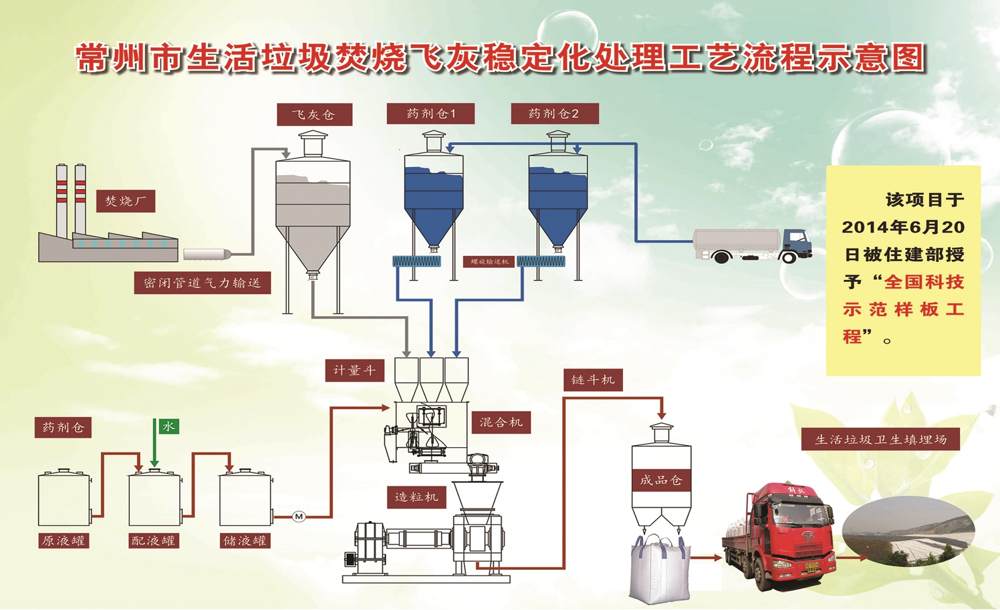 常州市生活垃圾焚烧飞灰稳定化处理工艺流程示意图
飞灰仓
药剂仓1
药剂仓2
焚烧厂
密闭管道气力输送
螺旋输送机
该项目于
2014年6月20
日被住建部授
予“全国科技
示范样板工
程”。
计量斗
链斗机
混合机
药剂仓
水
生活垃圾卫生填埋场
成品仓
解放
造粒机
M
原液罐
配液罐
储液罐